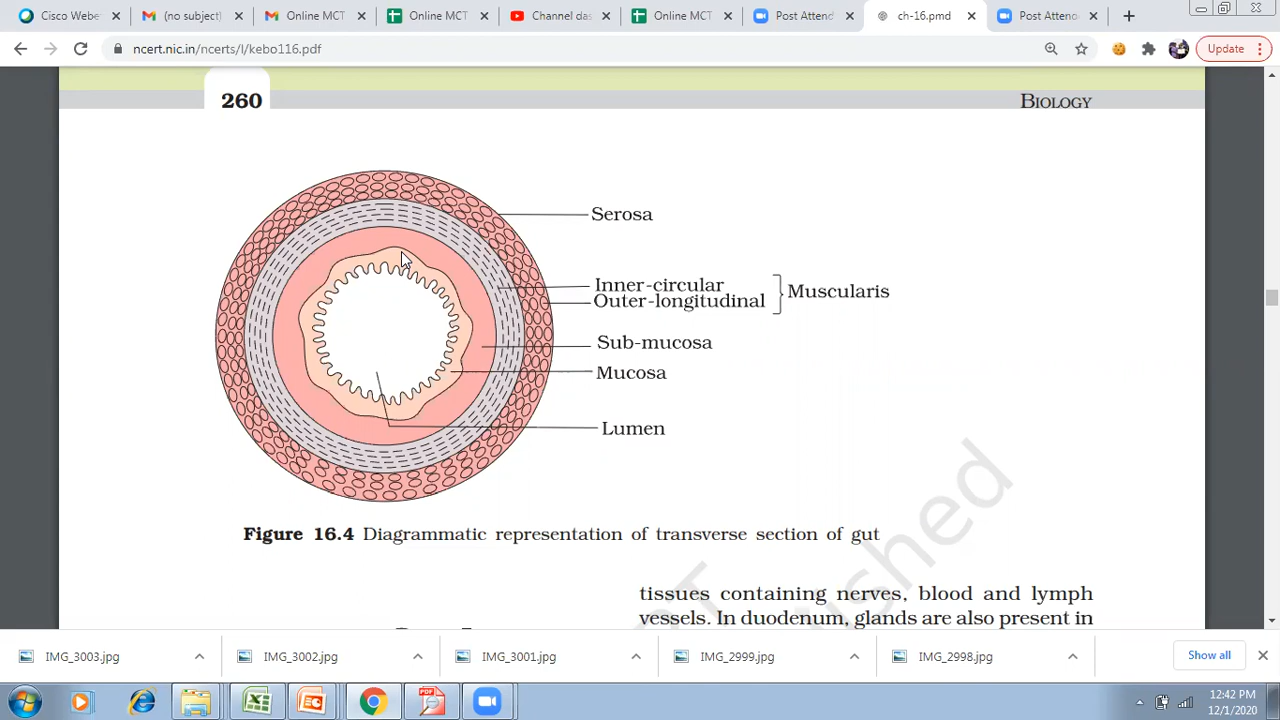 Cisco Webe
(no subject)
Online MCT
Online MCT
Channel das
Online MCT
Post Attend
ch-16.pmd
Post Attend
ncert.nic.in/ncerts/l/kebo116.pdf
Update
260
BIOLOGY
Serosa
Inner-circular
Outer-longitudinal
Muscularis
Sub-mucosa
Mucosa
Lumen
Figure 16.4 Diagrammatic representation of transverse section of gut
tissues containing nerves, blood and lymph
vessels. In duodenum, glands are also present in
IMG_3003.jpg
IMG_3002.jpg
IMG_3001.jpg
IMG_2999.jpg
IMG_2998.jpg
Show all
12:42 PM
12/1/2020